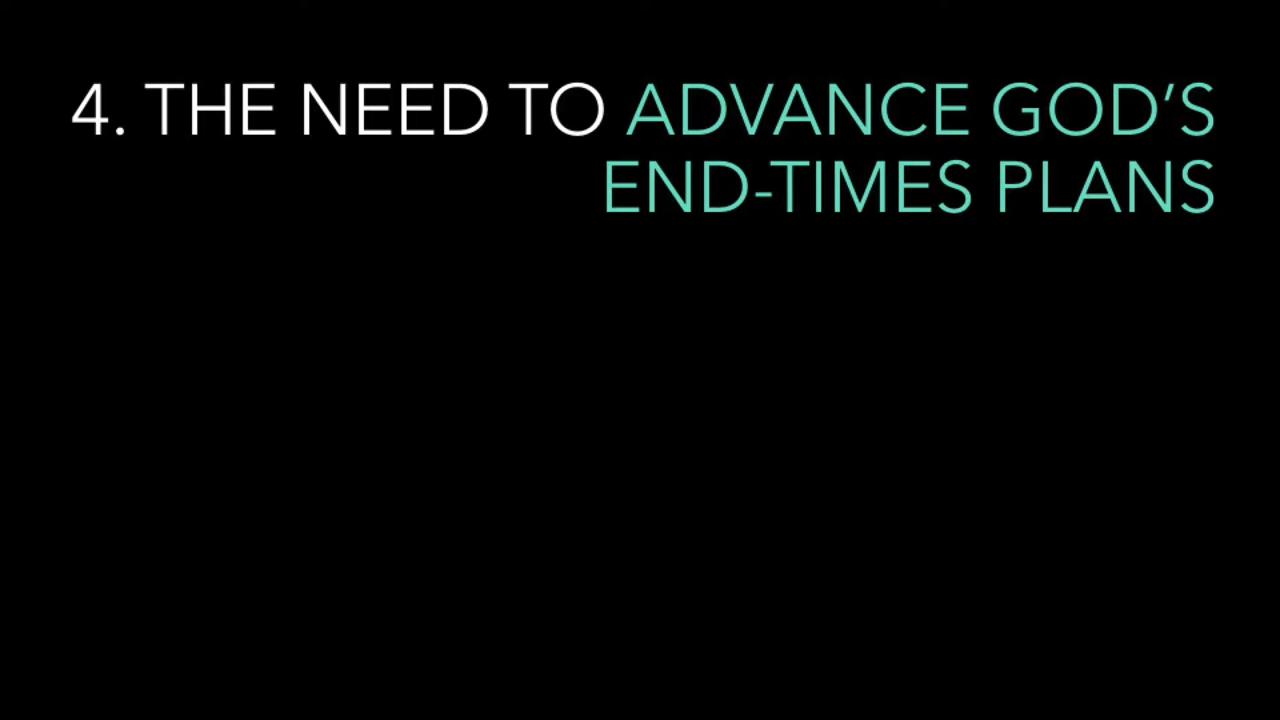 4. THE NEED TO ADVANCE GOD’S
END-TIMES PLANS